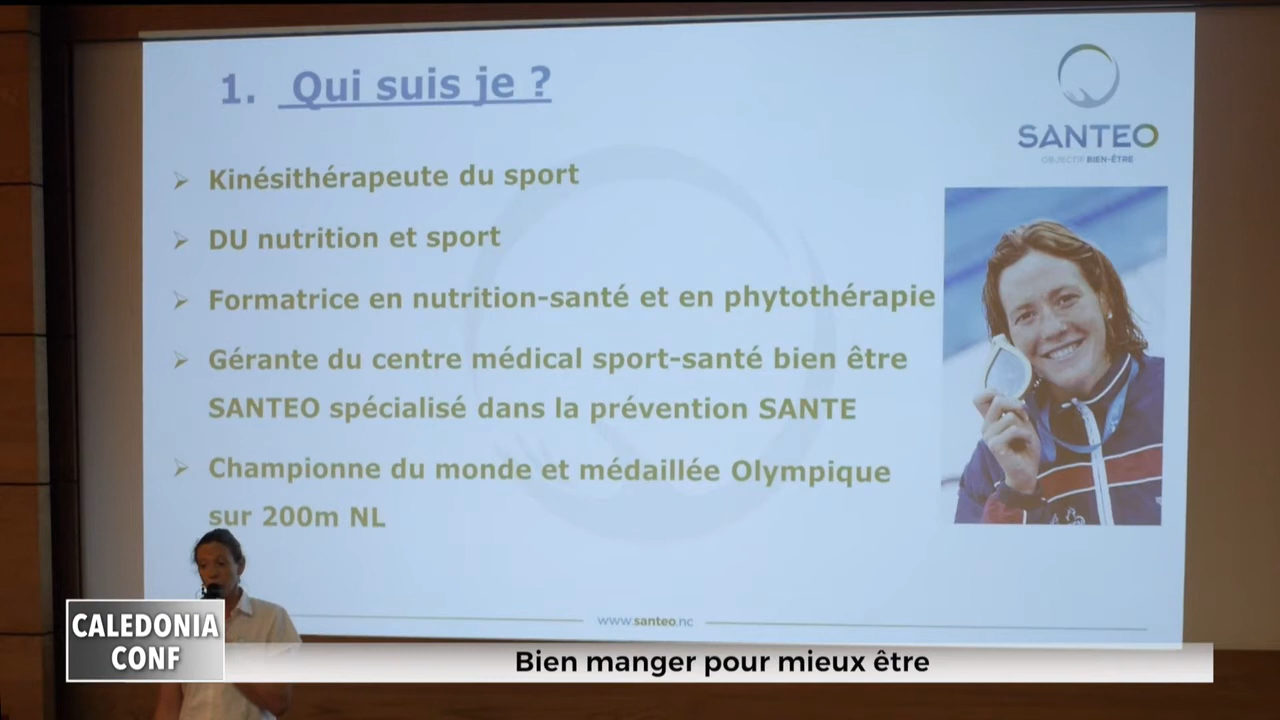 1. Qui suis je ?
SANTEO
OBJECTIF BIEN-ÊTRE
Kinésithérapeute du sport
DU nutrition et sport
Formatrice en nutrition-santé et en phytothérapie
Gérante du centre médical sport-santé bien être
SANTEO spécialisé dans la prévention SANTE
Championne du monde et médaillée Olympique
sur 200m NL
www.santeo.nc
CALEDONIA
CONF
Bien manger pour mieux être